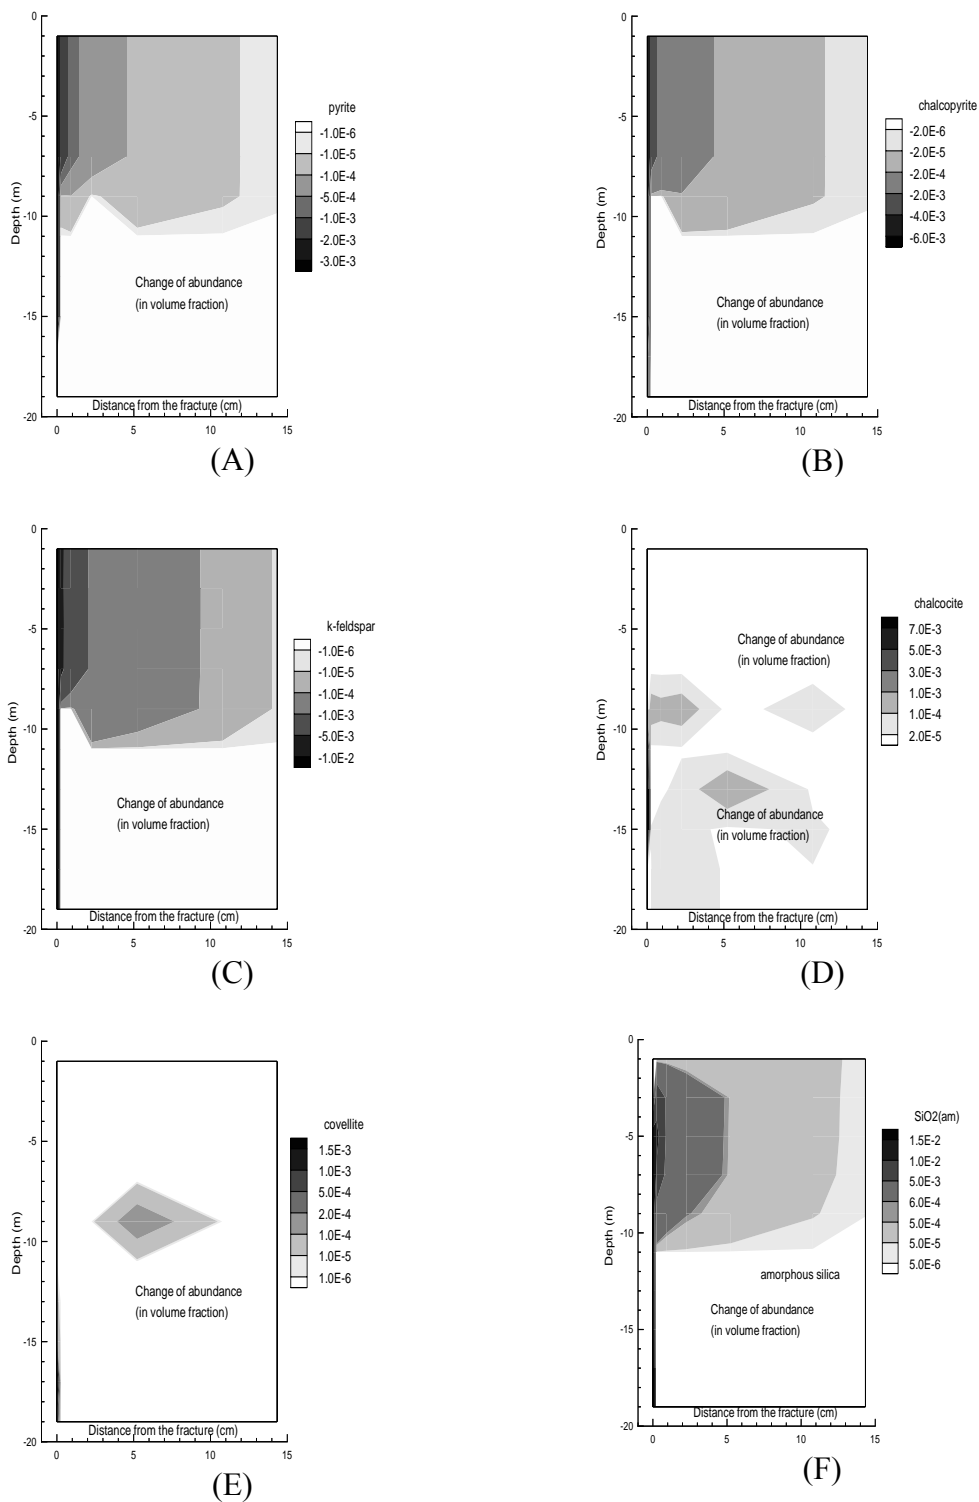 0
-5
-10
-15
-20
Depth (m)
pyrite
-1.0E-6
-1.0E-5
-1.0E-4
-5.0E-4
-1.0E-3
-2.0E-3
-3.0E-3
Change of abundance
(in volume fraction)
Distance from the fracture (cm)
0 5 10 15
(A)
0
-5
-10
-15
-20
Depth (m)
chalcopyrite
-2.0E-6
-2.0E-5
-2.0E-4
-2.0E-3
-4.0E-3
-6.0E-3
Change of abundance
(in volume fraction)
Distance from the fracture (cm)
0 5 10 15
(B)
0
-5
-10
-15
-20
Depth (m)
k-feldspar
-1.0E-6
-1.0E-5
-1.0E-4
-1.0E-3
-5.0E-3
-1.0E-2
Change of abundance
(in volume fraction)
Distance from the fracture (cm)
0 5 10 15
(C)
0
-5
-10
-15
-20
Depth (m)
chalcocite
7.0E-3
5.0E-3
3.0E-3
1.0E-3
1.0E-4
2.0E-5
Change of abundance
(in volume fraction)
Change of abundance
(in volume fraction)
Distance from the fracture (cm)
0 5 10 15
(D)
0
-5
-10
-15
-20
Depth (m)
covellite
1.5E-3
1.0E-3
5.0E-4
2.0E-4
1.0E-4
1.0E-5
1.0E-6
Change of abundance
(in volume fraction)
Distance from the fracture (cm)
0 5 10 15
(E)
0
-5
-10
-15
-20
Depth (m)
SiO2(am)
1.5E-2
1.0E-2
5.0E-3
6.0E-4
5.0E-4
5.0E-5
5.0E-6
amorphous silica
Change of abundance
(in volume fraction)
Distance from the fracture (cm)
0 5 10 15
(F)